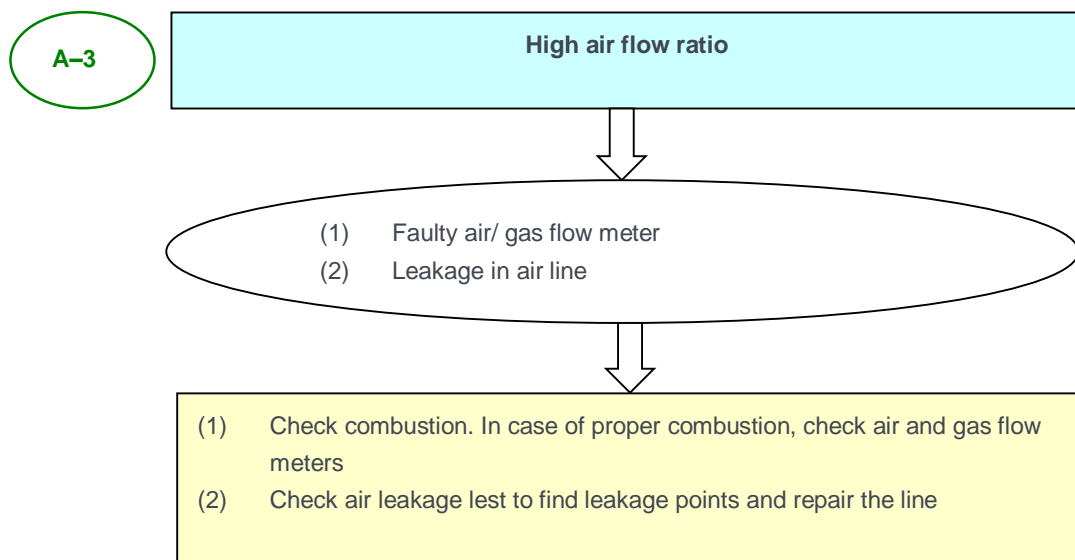 A–3
High air flow ratio
(1) Faulty air/ gas flow meter
(2) Leakage in air line
(1) Check combustion. In case of proper combustion, check air and gas flow
meters
(2) Check air leakage lest to find leakage points and repair the line